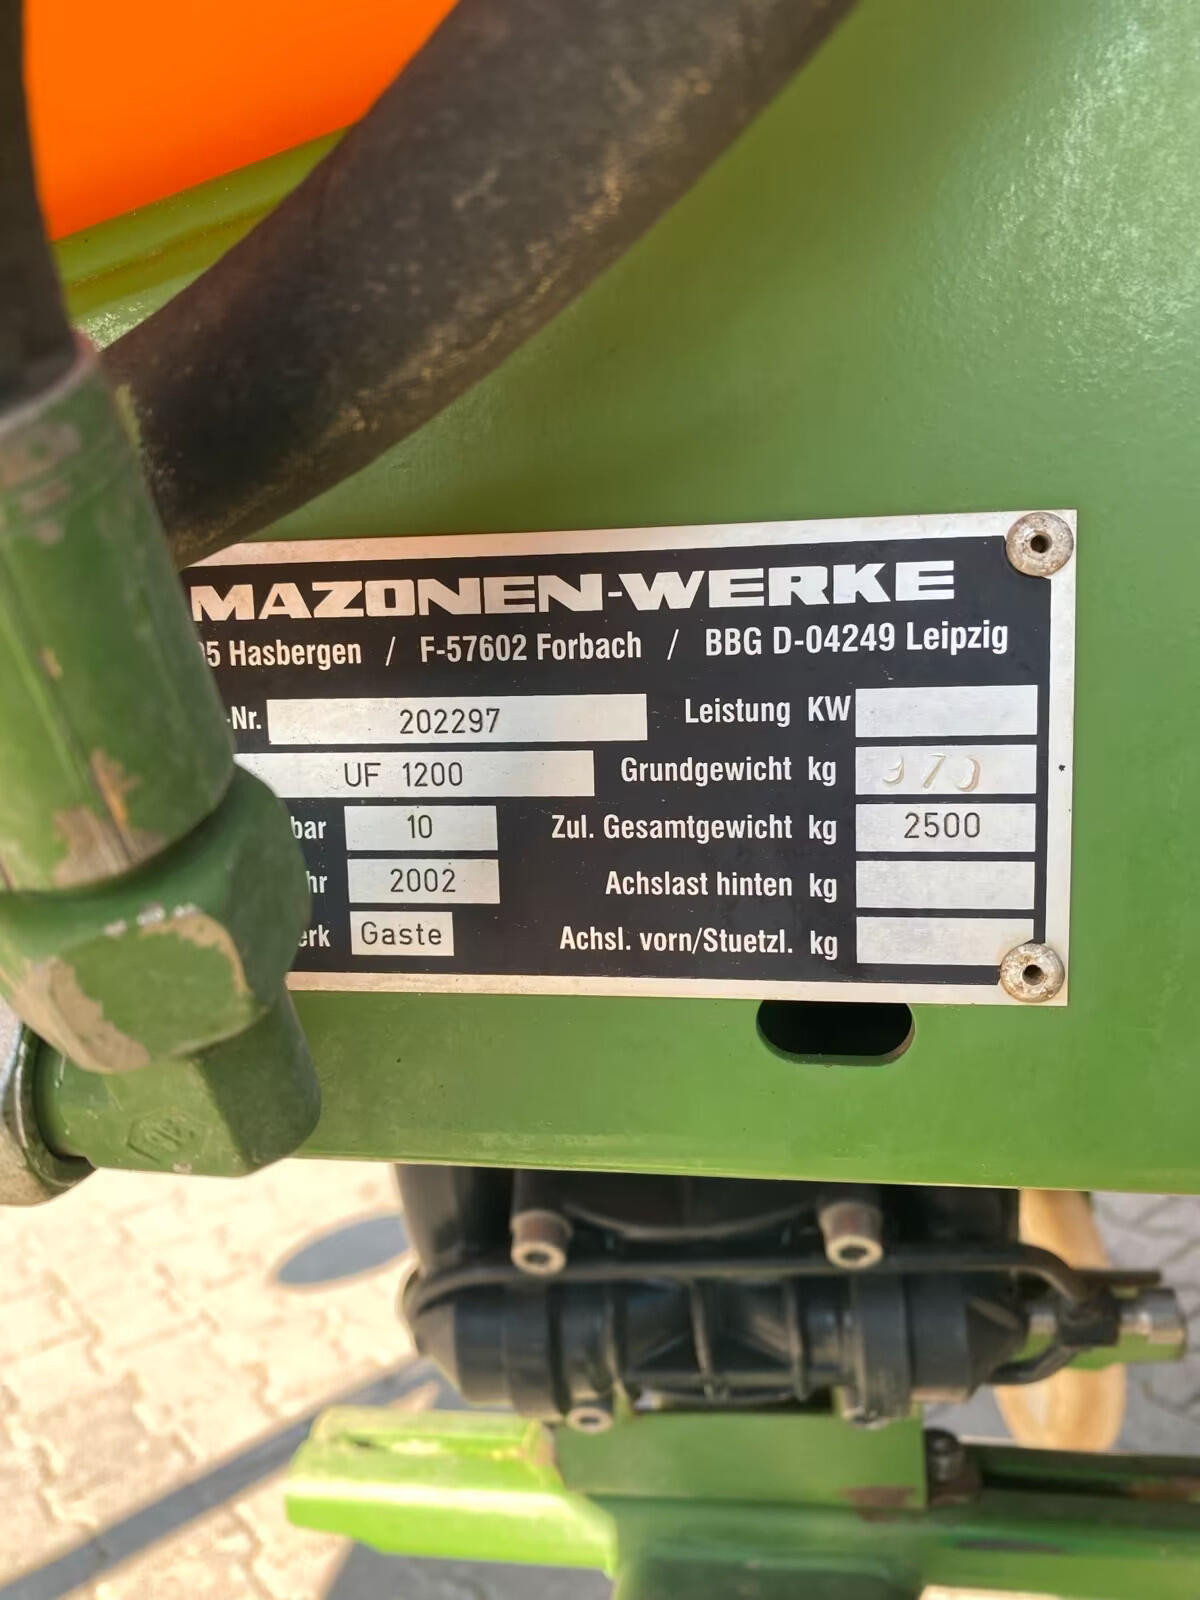 MAZONEN-WERKE
5 Hasbergen / F-57602 Forbach / BBG D-04249 Leipzig
-Nr. 202297 Leistung KW
UF 1200 Grundgewicht kg
bar 10 Zul. Gesamtgewicht kg 2500
hr 2002 Achslast hinten kg
erk Gaste Achsl. vorn/Stuetzl. kg